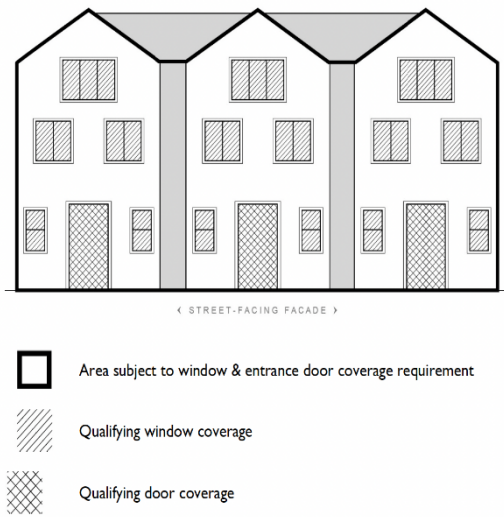 < STREET-FACING FACADE >
Area subject to window & entrance door coverage requirement
Qualifying window coverage
Qualifying door coverage